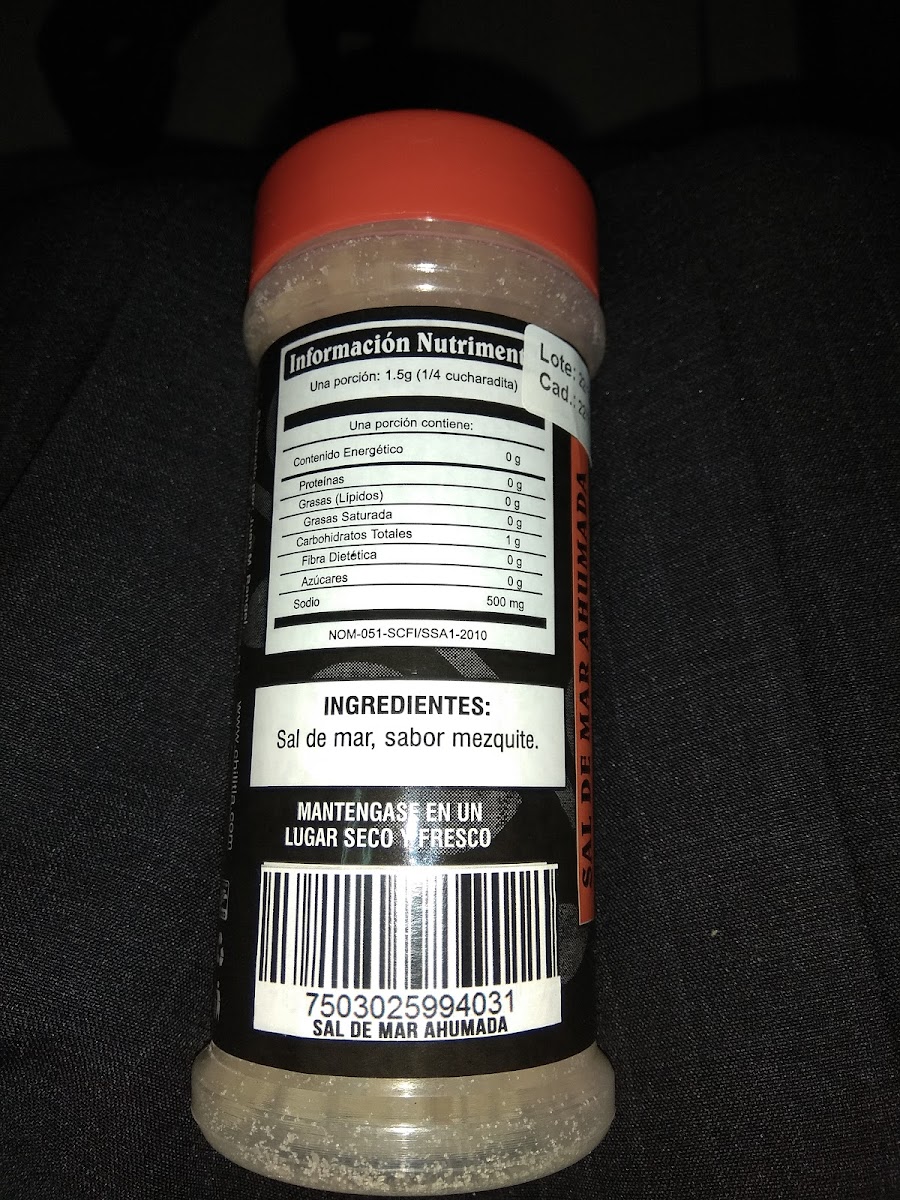 Información Nutriment
Una porción: 1.5g (1/4 cucharadita)
Una porción contiene:
Contenido Energético 0 g
Proteínas 0 g
Grasas (Lípidos) 0 g
Grasas Saturada 0 g
Carbohidratos Totales 1 g
Fibra Dietética 0 g
Azúcares 0 g
Sodio 500 mg
NOM-051-SCFI/SSA1-2010
Lote:
Cad.:
SAL DE MAR AHUMADA
INGREDIENTES:
Sal de mar, sabor mezquite.
MANTENGASE EN UN
LUGAR SECO Y FRESCO
7503025994031
SAL DE MAR AHUMADA